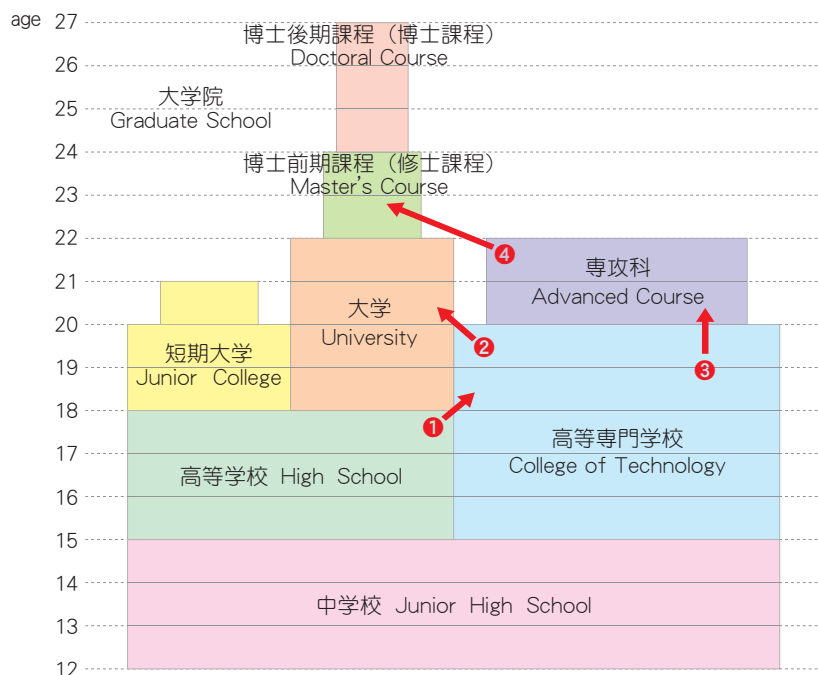 age 27
26
25
24
23
22
21
20
19
18
17
16
15
14
13
12
博士後期課程（博士課程）
Doctoral Course
大学院
Graduate School
博士前期課程（修士課程）
Master's Course
❹
専攻科
Advanced Course
大学
University
❷
❸
短期大学
Junior College
❶
高等専門学校
College of Technology
高等学校 High School
中学校 Junior High School